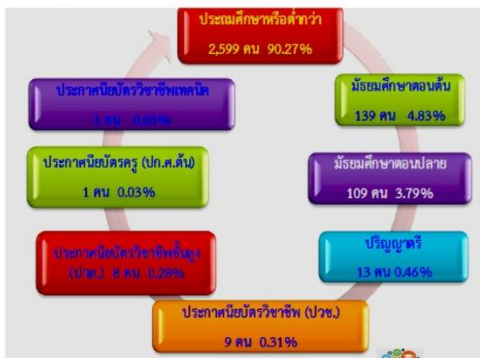 ประถมศึกษาหรือต่ำกว่า
2,599 คน 90.27%
มัธยมศึกษาตอนต้น
139 คน 4.83%
มัธยมศึกษาตอนปลาย
109 คน 3.79%
ปริญญาตรี
13 คน 0.46%
ประกาศนียบัตรวิชาชีพ (ปวช.)
9 คน 0.31%
ประกาศนียบัตรวิชาชีพชั้นสูง
(ปวส.) 8 คน 0.28%
ประกาศนียบัตรครู (ปก.ศ.ต้น)
1 คน 0.03%
ประกาศนียบัตรวิชาชีพเทคนิค
1 คน 0.03%